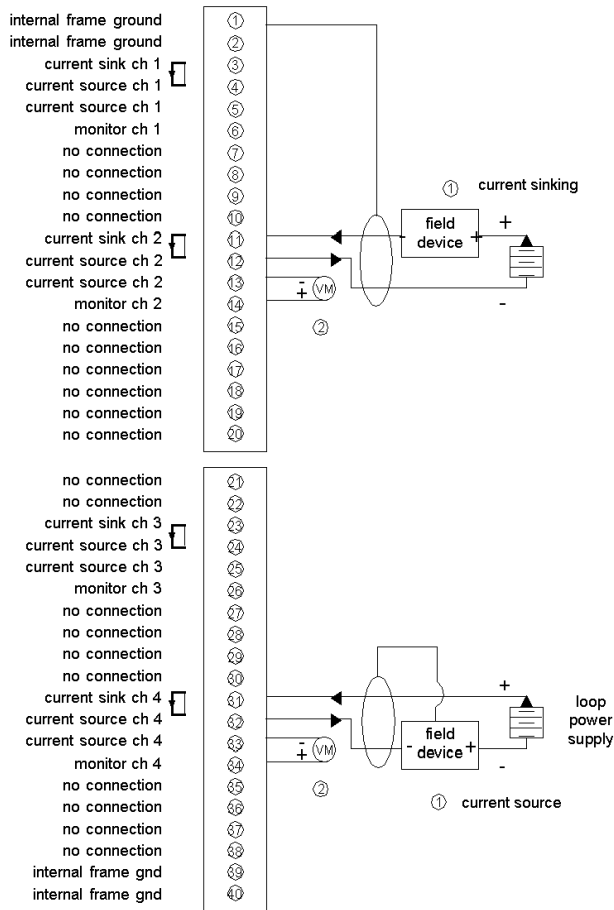 internal frame ground 1
internal frame ground 2
current sink ch 1 3
current source ch 1 4
current source ch 1 5
monitor ch 1 6
no connection 7
no connection 8
no connection 9
no connection 10
current sink ch 2 11
current source ch 2 12
current source ch 2 13
monitor ch 2 14
no connection 15
no connection 16
no connection 17
no connection 18
no connection 19
no connection 20
1 current sinking
- field device +
+
-
- + VM
2
no connection 21
no connection 22
current sink ch 3 23
current source ch 3 24
current source ch 3 25
monitor ch 3 26
no connection 27
no connection 28
no connection 29
no connection 30
current sink ch 4 31
current source ch 4 32
current source ch 4 33
monitor ch 4 34
no connection 35
no connection 36
no connection 37
no connection 38
internal frame gnd 39
internal frame gnd 40
+
loop
power
supply
- field device +
-
- + VM
2
1 current source